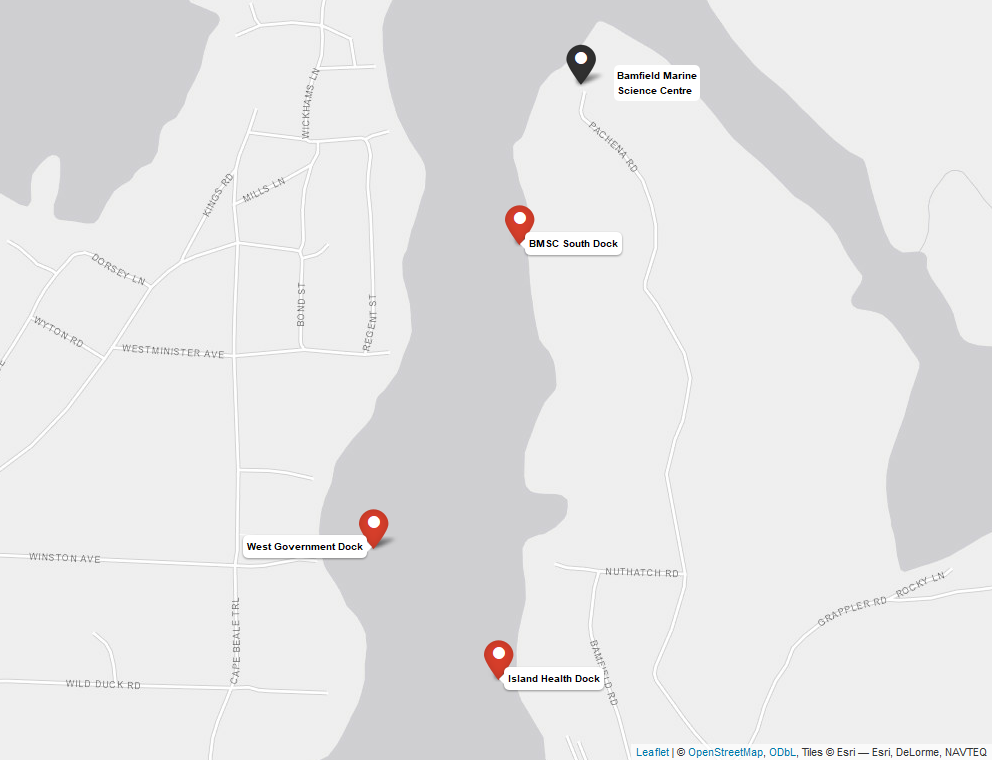 Bamfield Marine
Science Centre
WICKHAMS LN
PACHENA RD
KINGS RD
MILLS LN
BMSC South Dock
DORSEY LN
BOND ST
REGENT ST
WYTON RD
WESTMINISTER AVE
West Government Dock
WINSTON AVE
NUTHATCH RD
ROCKY LN
GRAPPLER RD
CAPE BEALE TRL
BAMFIELD RD
Island Health Dock
WILD DUCK RD
Leaflet | © OpenStreetMap, ODbL, Tiles © Esri — Esri, DeLorme, NAVTEQ